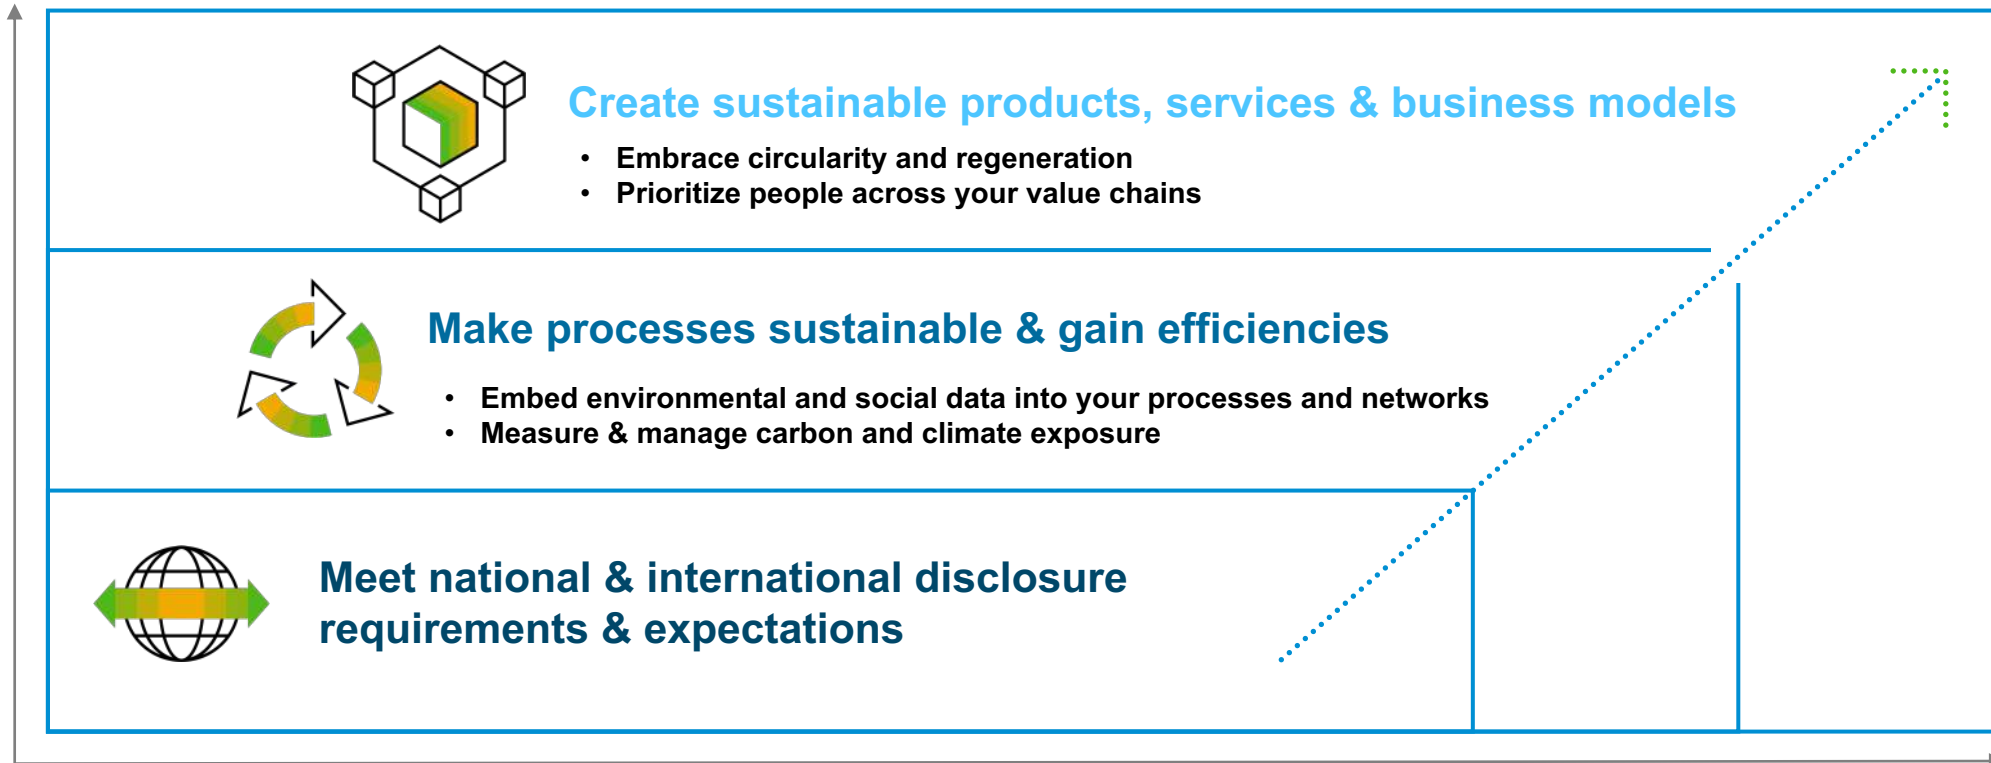 Create sustainable products, services & business models
• Embrace circularity and regeneration
• Prioritize people across your value chains
Make processes sustainable & gain efficiencies
• Embed environmental and social data into your processes and networks
• Measure & manage carbon and climate exposure
Meet national & international disclosure
requirements & expectations